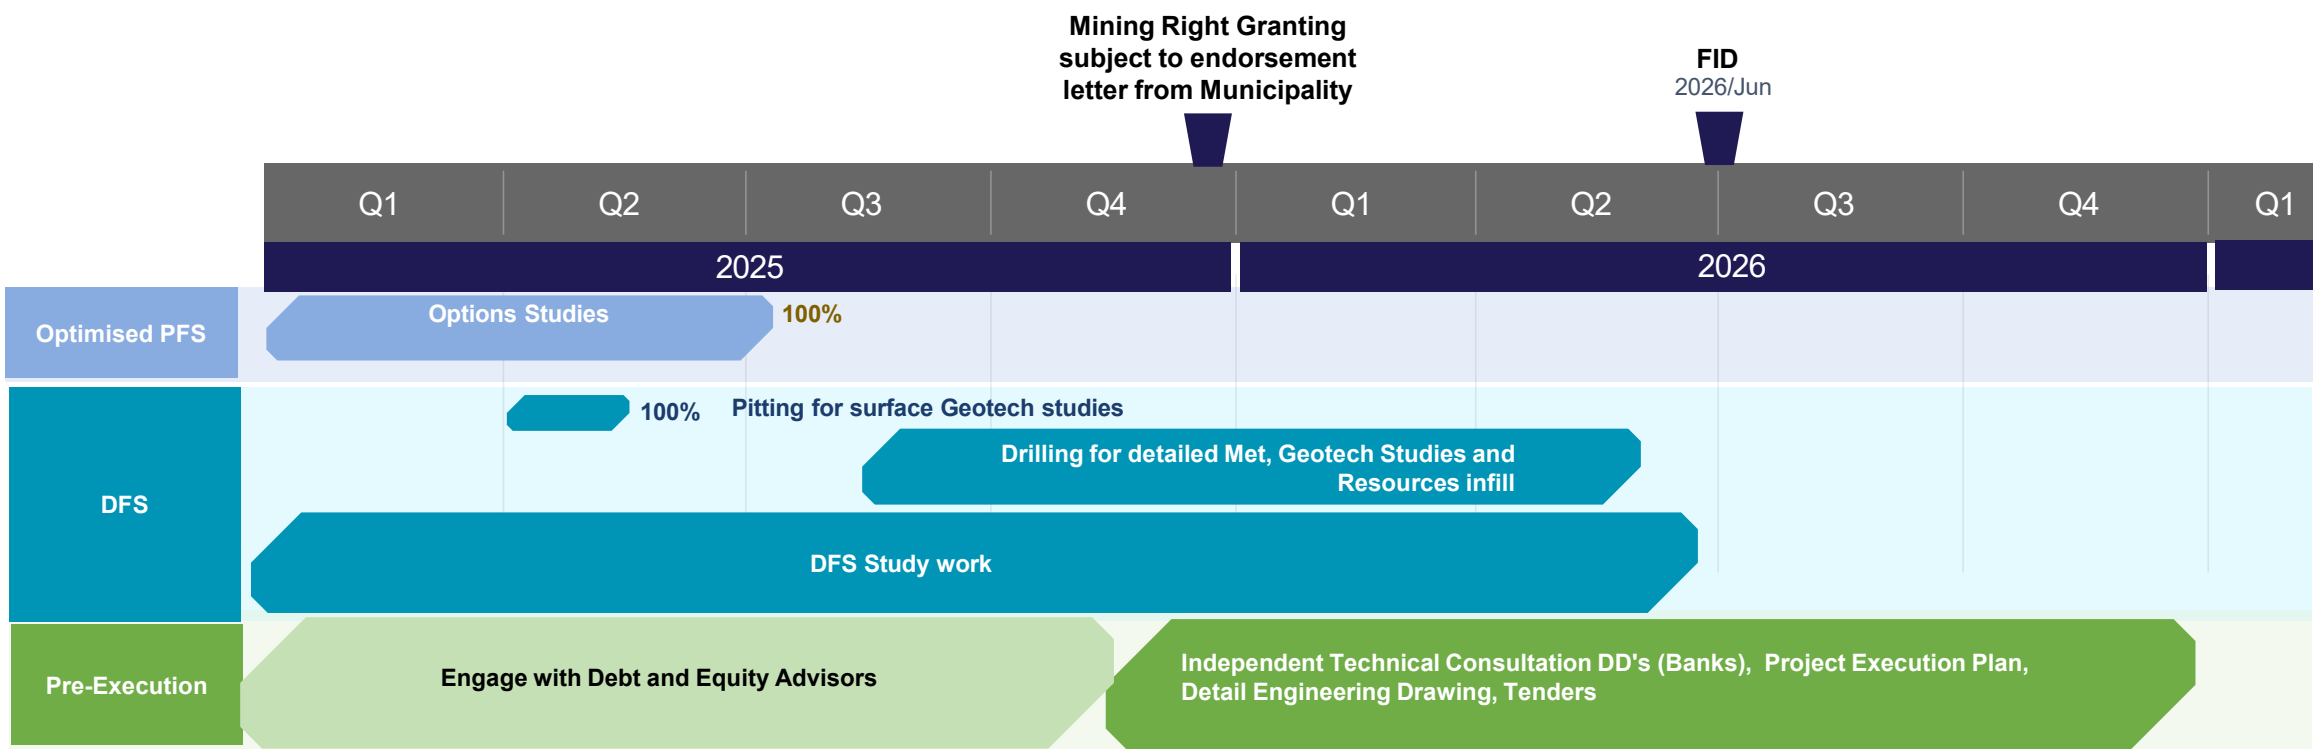 Mining Right Granting
subject to endorsement
letter from Municipality
FID
2026/Jun
Q1
Q2
Q3
Q4
Q1
Q2
Q3
Q4
Q1
2025
2026
Optimised PFS
Options Studies
100%
DFS
100%
Pitting for surface Geotech studies
Drilling for detailed Met, Geotech Studies and
Resources infill
DFS Study work
Pre-Execution
Engage with Debt and Equity Advisors
Independent Technical Consultation DD's (Banks),  Project Execution Plan,
Detail Engineering Drawing, Tenders